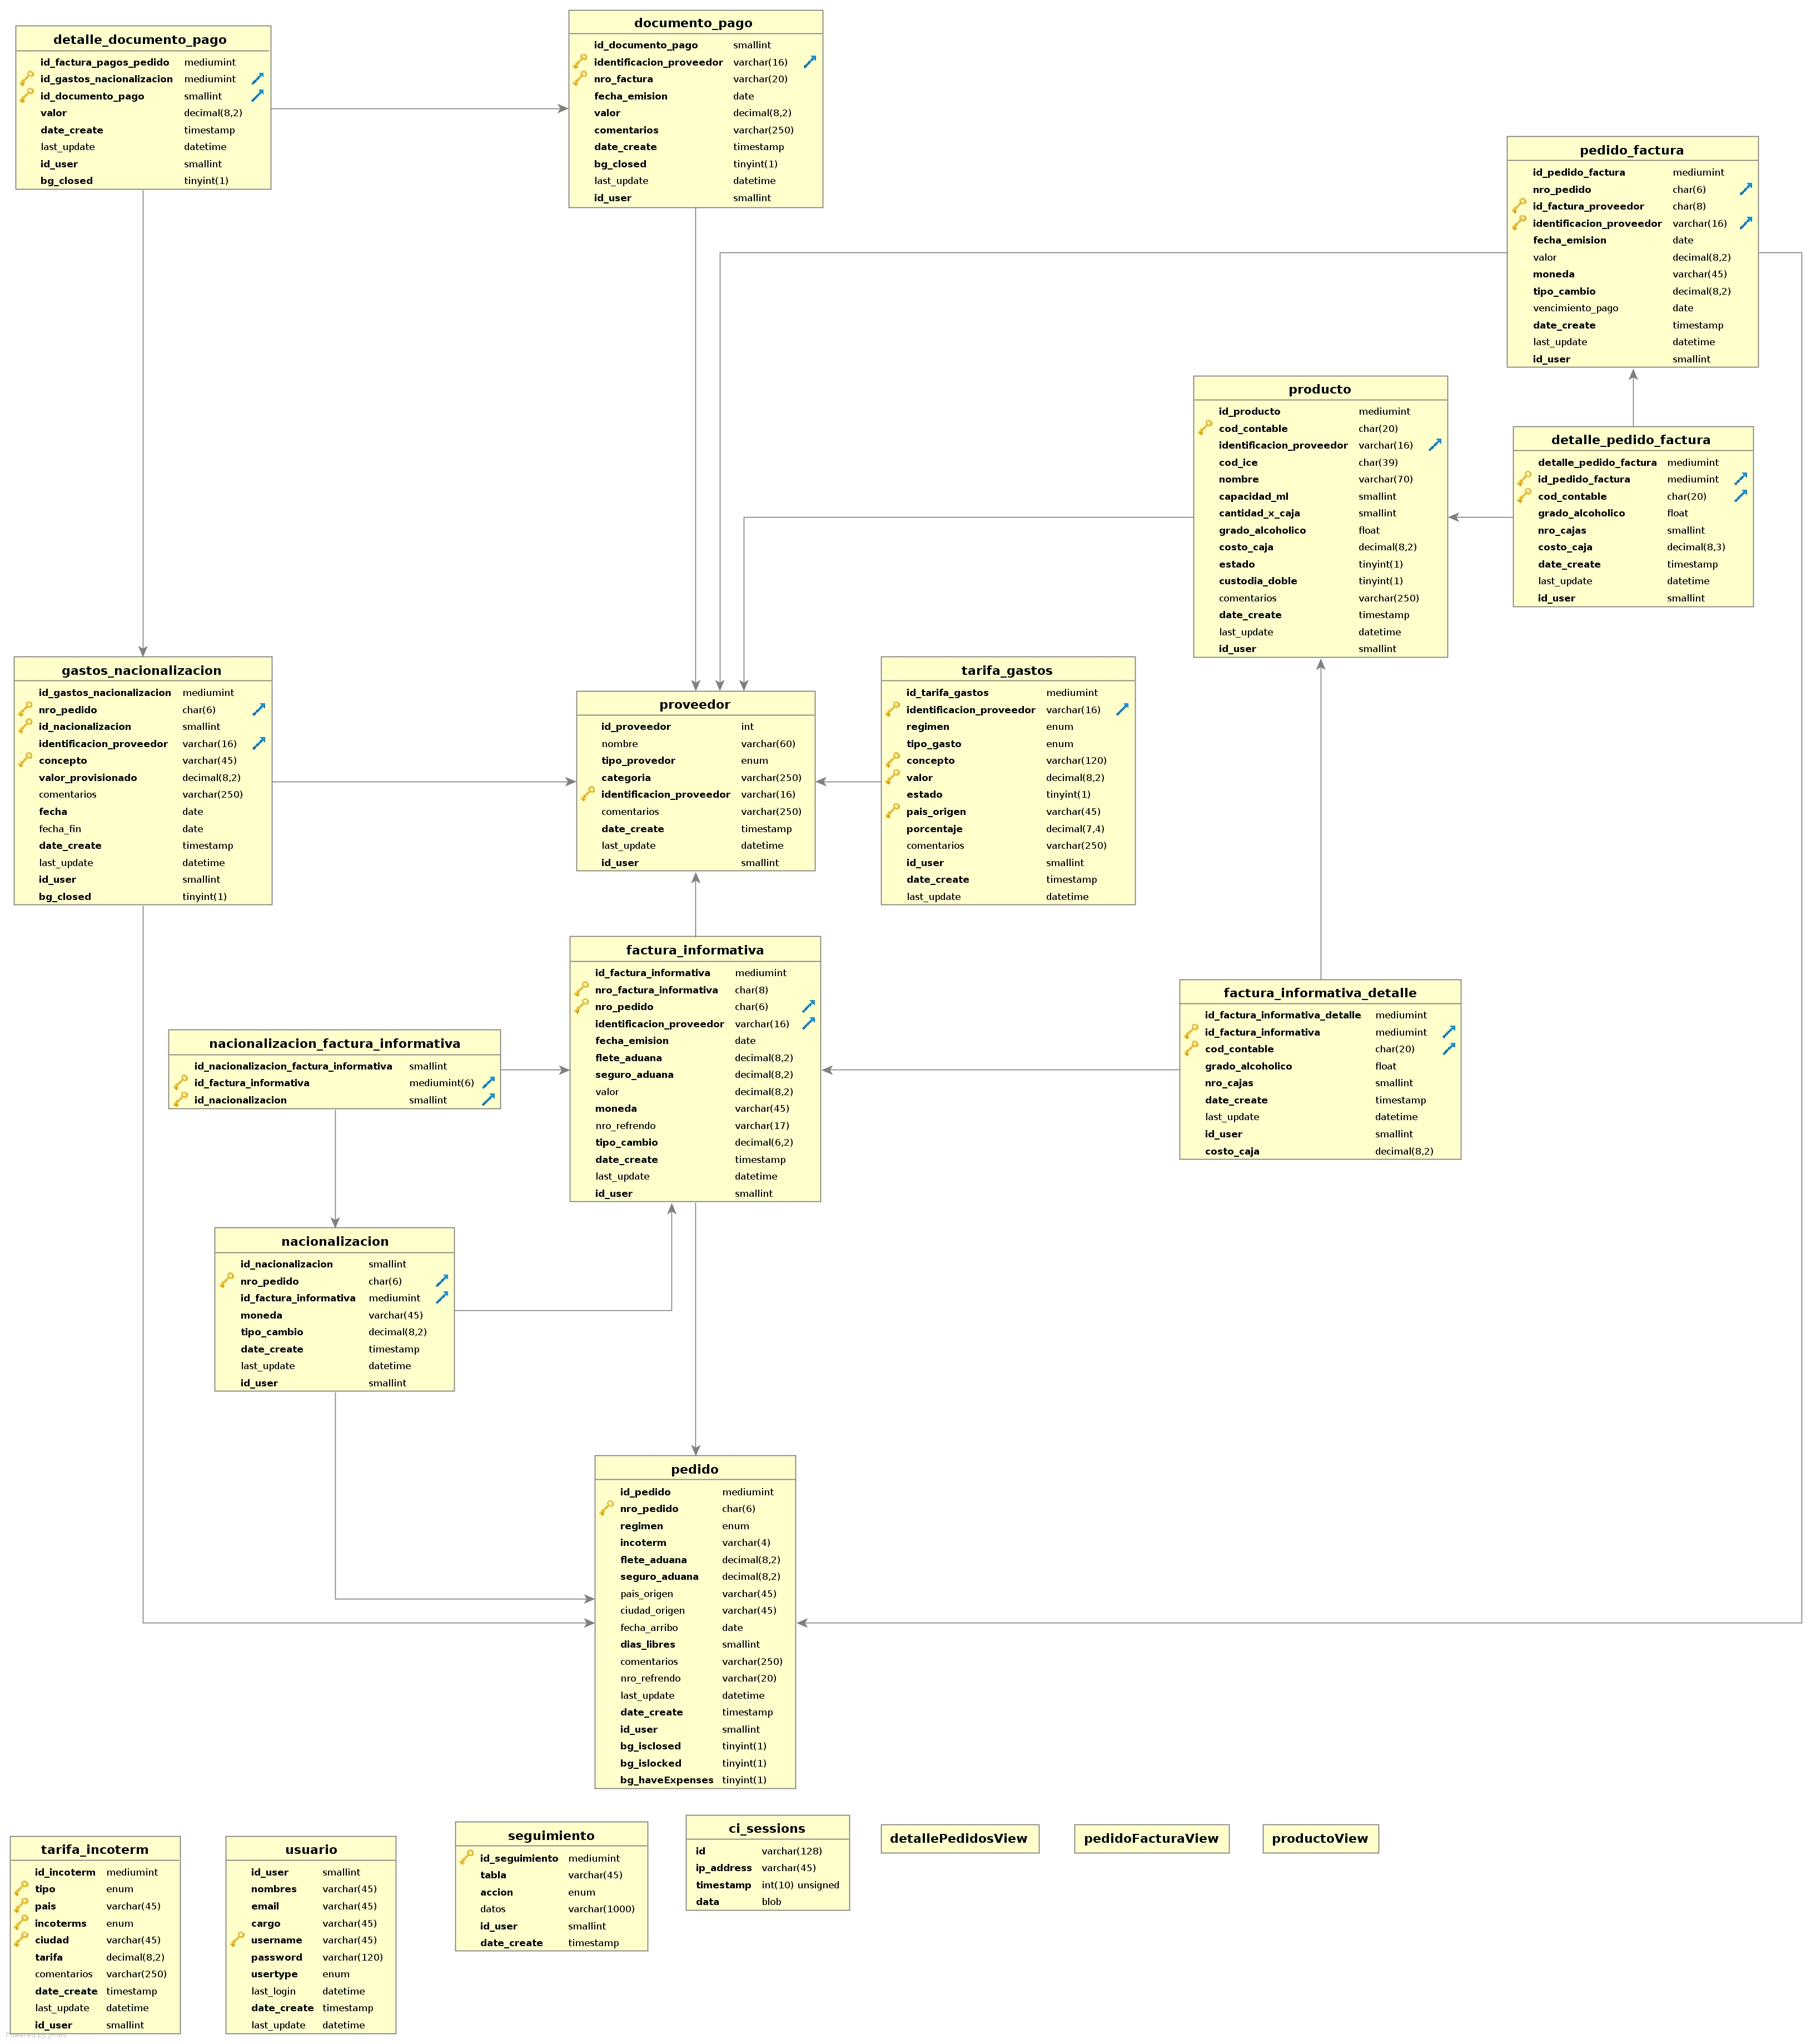 detalle_documento_pago
id_factura_pagos_pedido mediumint
id_gastos_nacionalizacion mediumint
id_documento_pago smallint
valor decimal(8,2)
date_create timestamp
last_update datetime
id_user smallint
bg_closed tinyint(1)
documento_pago
id_documento_pago smallint
identificacion_proveedor varchar(16)
nro_factura varchar(20)
fecha_emision date
valor decimal(8,2)
comentarios varchar(250)
date_create timestamp
bg_closed tinyint(1)
last_update datetime
id_user smallint
pedido_factura
id_pedido_factura mediumint
nro_pedido char(6)
id_factura_proveedor char(8)
identificacion_proveedor varchar(16)
fecha_emision date
valor decimal(8,2)
moneda varchar(45)
tipo_cambio decimal(8,2)
vencimiento_pago date
date_create timestamp
last_update datetime
id_user smallint
producto
id_producto mediumint
cod_contable char(20)
identificacion_proveedor varchar(16)
cod_ice char(39)
nombre varchar(70)
capacidad_ml smallint
cantidad_x_caja smallint
grado_alcoholico float
costo_caja decimal(8,2)
estado tinyint(1)
custodia_doble tinyint(1)
comentarios varchar(250)
date_create timestamp
last_update datetime
id_user smallint
detalle_pedido_factura
detalle_pedido_factura mediumint
id_pedido_factura mediumint
cod_contable char(20)
grado_alcoholico float
nro_cajas smallint
costo_caja decimal(8,3)
date_create timestamp
last_update datetime
id_user smallint
gastos_nacionalizacion
id_gastos_nacionalizacion mediumint
nro_pedido char(6)
id_nacionalizacion smallint
identificacion_proveedor varchar(16)
concepto varchar(45)
valor_provisionado decimal(8,2)
comentarios varchar(250)
fecha date
fecha_fin date
date_create timestamp
last_update datetime
id_user smallint
bg_closed tinyint(1)
proveedor
id_proveedor int
nombre varchar(60)
tipo_provedor enum
categoria varchar(250)
identificacion_proveedor varchar(16)
comentarios varchar(250)
date_create timestamp
last_update datetime
id_user smallint
tarifa_gastos
id_tarifa_gastos mediumint
identificacion_proveedor varchar(16)
regimen enum
tipo_gasto enum
concepto varchar(120)
valor decimal(8,2)
estado tinyint(1)
pais_origen varchar(45)
porcentaje decimal(7,4)
comentarios varchar(250)
id_user smallint
date_create timestamp
last_update datetime
factura_informativa
id_factura_informativa mediumint
nro_factura_informativa char(8)
nro_pedido char(6)
identificacion_proveedor varchar(16)
fecha_emision date
flete_aduana decimal(8,2)
seguro_aduana decimal(8,2)
valor decimal(8,2)
moneda varchar(45)
nro_refrendo varchar(17)
tipo_cambio decimal(6,2)
date_create timestamp
last_update datetime
id_user smallint
factura_informativa_detalle
id_factura_informativa_detalle mediumint
id_factura_informativa mediumint
cod_contable char(20)
grado_alcoholico float
nro_cajas smallint
date_create timestamp
last_update datetime
id_user smallint
costo_caja decimal(8,2)
nacionalizacion_factura_informativa
id_nacionalizacion_factura_informativa smallint
id_factura_informativa mediumint(6)
id_nacionalizacion smallint
nacionalizacion
id_nacionalizacion smallint
nro_pedido char(6)
id_factura_informativa mediumint
moneda varchar(45)
tipo_cambio decimal(8,2)
date_create timestamp
last_update datetime
id_user smallint
pedido
id_pedido mediumint
nro_pedido char(6)
regimen enum
incoterm varchar(4)
flete_aduana decimal(8,2)
seguro_aduana decimal(8,2)
pais_origen varchar(45)
ciudad_origen varchar(45)
fecha_arribo date
dias_libres smallint
comentarios varchar(250)
nro_refrendo varchar(20)
last_update datetime
date_create timestamp
id_user smallint
bg_isclosed tinyint(1)
bg_islocked tinyint(1)
bg_haveExpenses tinyint(1)
tarifa_incoterm
id_incoterm mediumint
tipo enum
pais varchar(45)
incoterms enum
ciudad varchar(45)
tarifa decimal(8,2)
comentarios varchar(250)
date_create timestamp
last_update datetime
id_user smallint
usuario
id_user smallint
nombres varchar(45)
email varchar(45)
cargo varchar(45)
username varchar(45)
password varchar(120)
usertype enum
last_login datetime
date_create timestamp
last_update datetime
seguimiento
id_seguimiento mediumint
tabla varchar(45)
accion enum
datos varchar(1000)
id_user smallint
date_create timestamp
ci_sessions
id varchar(128)
ip_address varchar(45)
timestamp int(10) unsigned
data blob
detallePedidosView
pedidoFacturaView
productoView
Powered by yFiles